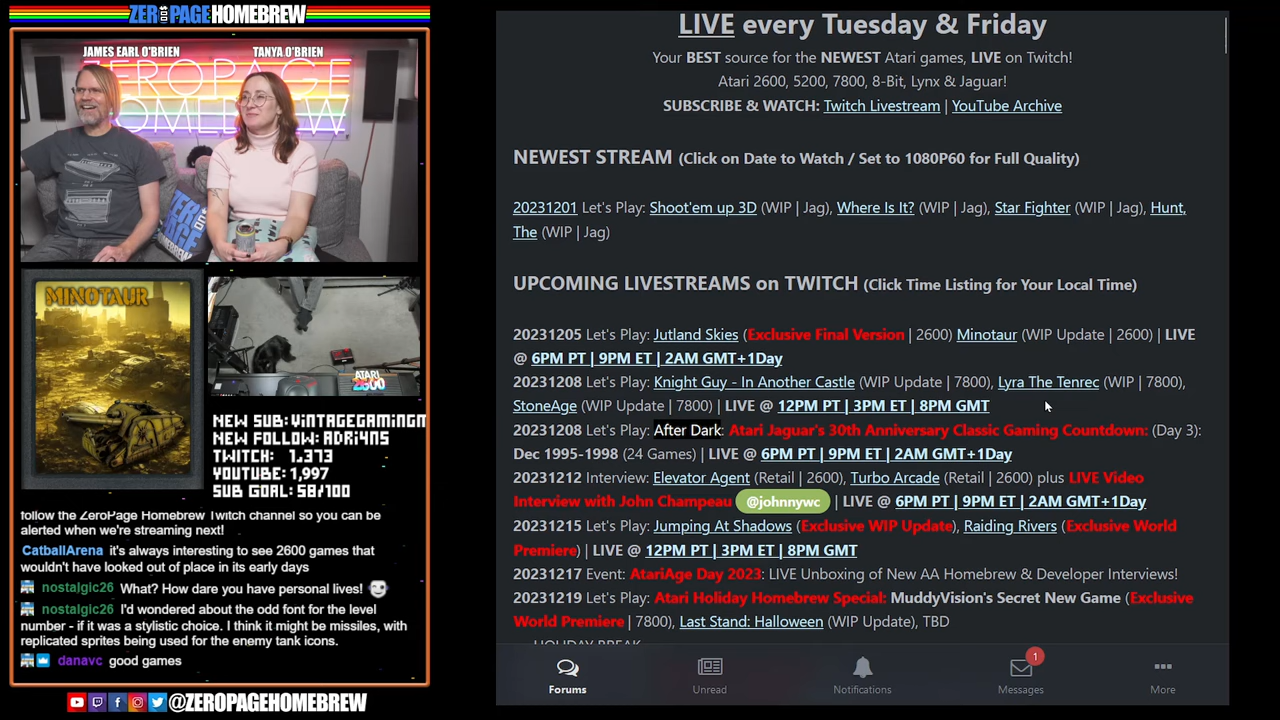 ZEROPAGE HOMEBREW
JAMES EARL O'BRIEN
TANYA O'BRIEN
ZEROPAGE
HOMEBREW
MINOTAUR
ATARI
2600
NEW SUB: VINTAGEGAMINGM
NEW FOLLOW: ADRI4NS
TWITCH: 1,373
YOUTUBE: 1,997
SUB GOAL: 58/100
follow the ZeroPage Homebrew Twitch channel so you can be
alerted when we're streaming next!
CatballArena it's always interesting to see 2600 games that
wouldn't have looked out of place in its early days
nostalgic26 What? How dare you have personal lives!
nostalgic26 I'd wondered about the odd font for the level
number - if it was a stylistic choice. I think it might be missiles, with
replicated sprites being used for the enemy tank icons.
danavc good games
@ZEROPAGEHOMEBREW
LIVE every Tuesday & Friday
Your BEST source for the NEWEST Atari games, LIVE on Twitch!
Atari 2600, 5200, 7800, 8-Bit, Lynx & Jaguar!
SUBSCRIBE & WATCH: Twitch Livestream | YouTube Archive
NEWEST STREAM (Click on Date to Watch / Set to 1080P60 for Full Quality)
20231201 Let's Play: Shoot'em up 3D (WIP | Jag), Where Is It? (WIP | Jag), Star Fighter (WIP | Jag), Hunt,
The (WIP | Jag)
UPCOMING LIVESTREAMS on TWITCH (Click Time Listing for Your Local Time)
20231205 Let's Play: Jutland Skies (Exclusive Final Version | 2600) Minotaur (WIP Update | 2600) | LIVE
@ 6PM PT | 9PM ET | 2AM GMT+1Day
20231208 Let's Play: Knight Guy - In Another Castle (WIP Update | 7800), Lyra The Tenrec (WIP | 7800),
StoneAge (WIP Update | 7800) | LIVE @ 12PM PT | 3PM ET | 8PM GMT
20231208 Let's Play: After Dark: Atari Jaguar's 30th Anniversary Classic Gaming Countdown: (Day 3):
Dec 1995-1998 (24 Games) | LIVE @ 6PM PT | 9PM ET | 2AM GMT+1Day
20231212 Interview: Elevator Agent (Retail | 2600), Turbo Arcade (Retail | 2600) plus LIVE Video
Interview with John Champeau @johnnywc | LIVE @ 6PM PT | 9PM ET | 2AM GMT+1Day
20231215 Let's Play: Jumping At Shadows (Exclusive WIP Update), Raiding Rivers (Exclusive World
Premiere) | LIVE @ 12PM PT | 3PM ET | 8PM GMT
20231217 Event: AtariAge Day 2023: LIVE Unboxing of New AA Homebrew & Developer Interviews!
20231219 Let's Play: Atari Holiday Homebrew Special: MuddyVision's Secret New Game (Exclusive
World Premiere | 7800), Last Stand: Halloween (WIP Update), TBD
HOLIDAY BREAK
Forums
Unread
Notifications
1
Messages
More